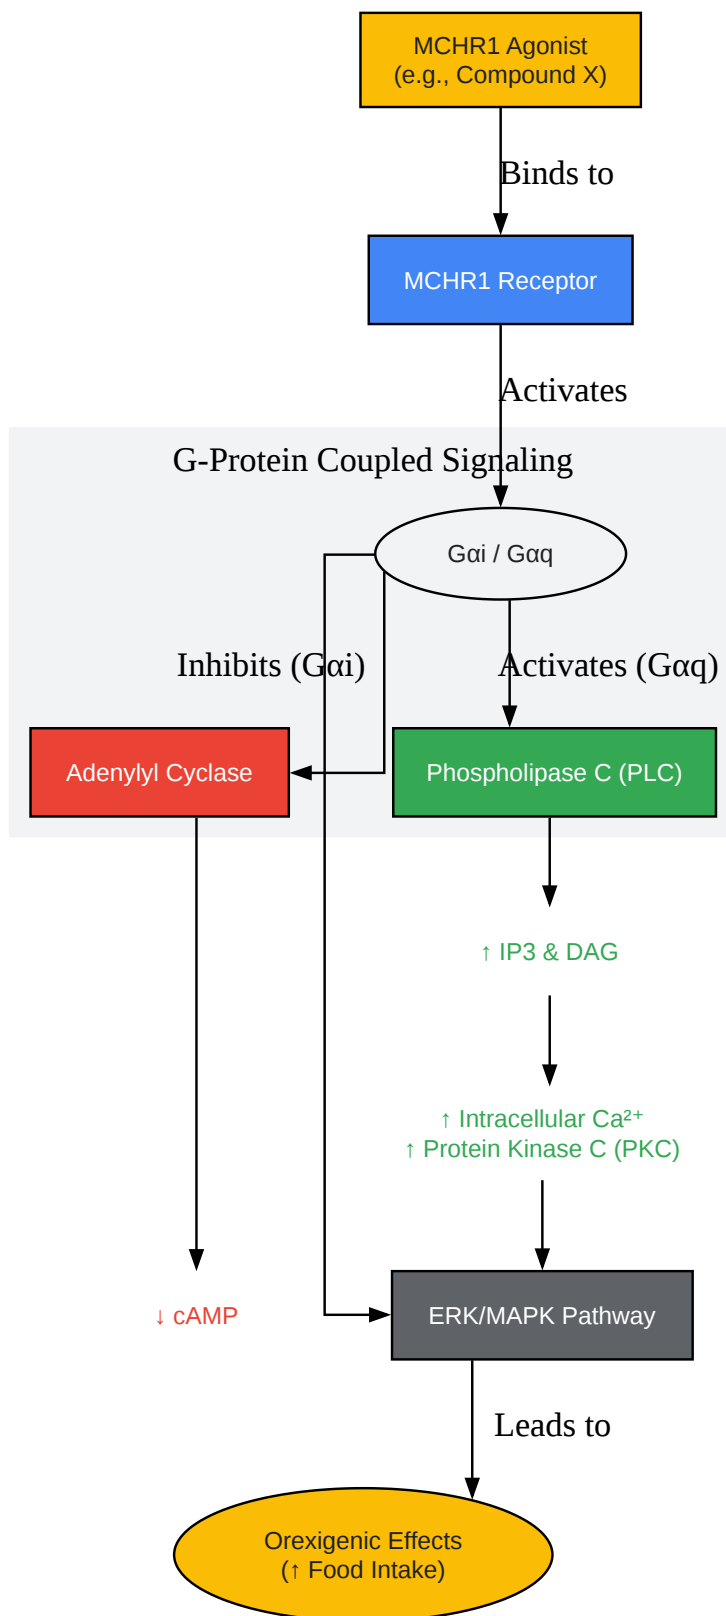 MCHR1 Agonist
(e.g., Compound X)
Binds to
MCHR1 Receptor
Activates
G-Protein Coupled Signaling
Gαi / Gαq
Inhibits (Gαi)
Activates (Gαq)
Adenylyl Cyclase
Phospholipase C (PLC)
↑ IP3 & DAG
↑ Intracellular Ca²⁺
↑ Protein Kinase C (PKC)
↓ cAMP
ERK/MAPK Pathway
Leads to
Orexigenic Effects
(↑ Food Intake)